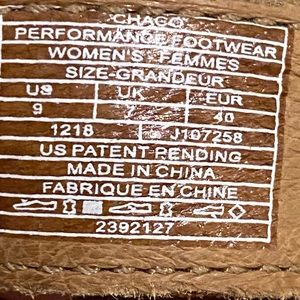 CHACO
PERFORMANCE FOOTWEAR
WOMEN'S - FEMMES
SIZE-GRANDEUR
US UK EUR
9 7 40
1218 J107258
US PATENT PENDING
MADE IN CHINA
FABRIQUE EN CHINE
2392127